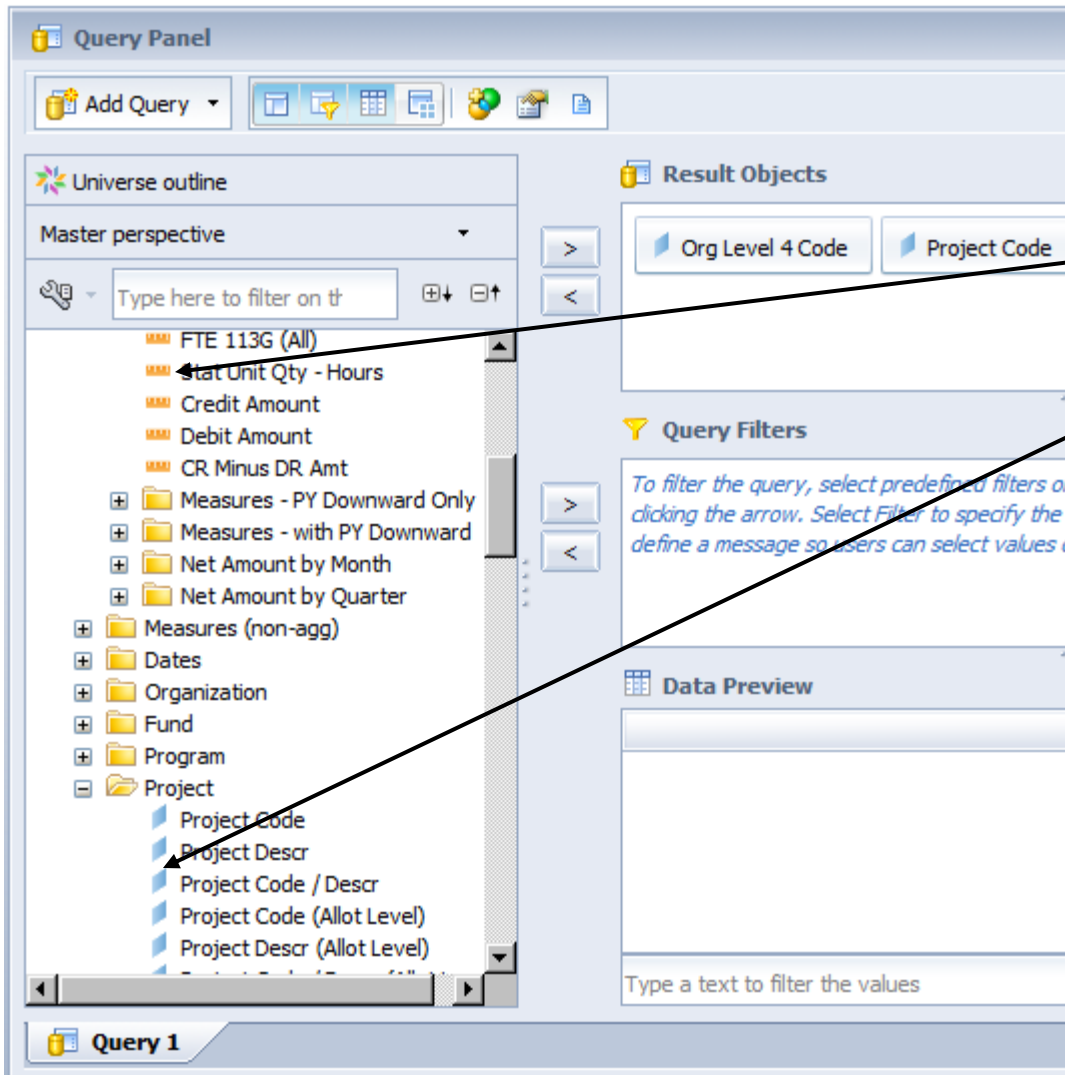 Query Panel
Add Query
Universe outline
Master perspective
Type here to filter on th
FTE 113G (All)
Stat Unit Qty - Hours
Credit Amount
Debit Amount
CR Minus DR Amt
Measures - PY Downward Only
Measures - with PY Downward
Net Amount by Month
Net Amount by Quarter
Measures (non-agg)
Dates
Organization
Fund
Program
Project
Project Code
Project Descr
Project Code / Descr
Project Code (Allot Level)
Project Descr (Allot Level)
>
<
Result Objects
Org Level 4 Code
Project Code
Query Filters
>
<
To filter the query, select predefined filters o
clicking the arrow. Select Filter to specify the
define a message so users can select values
Data Preview
Type a text to filter the values
Query 1